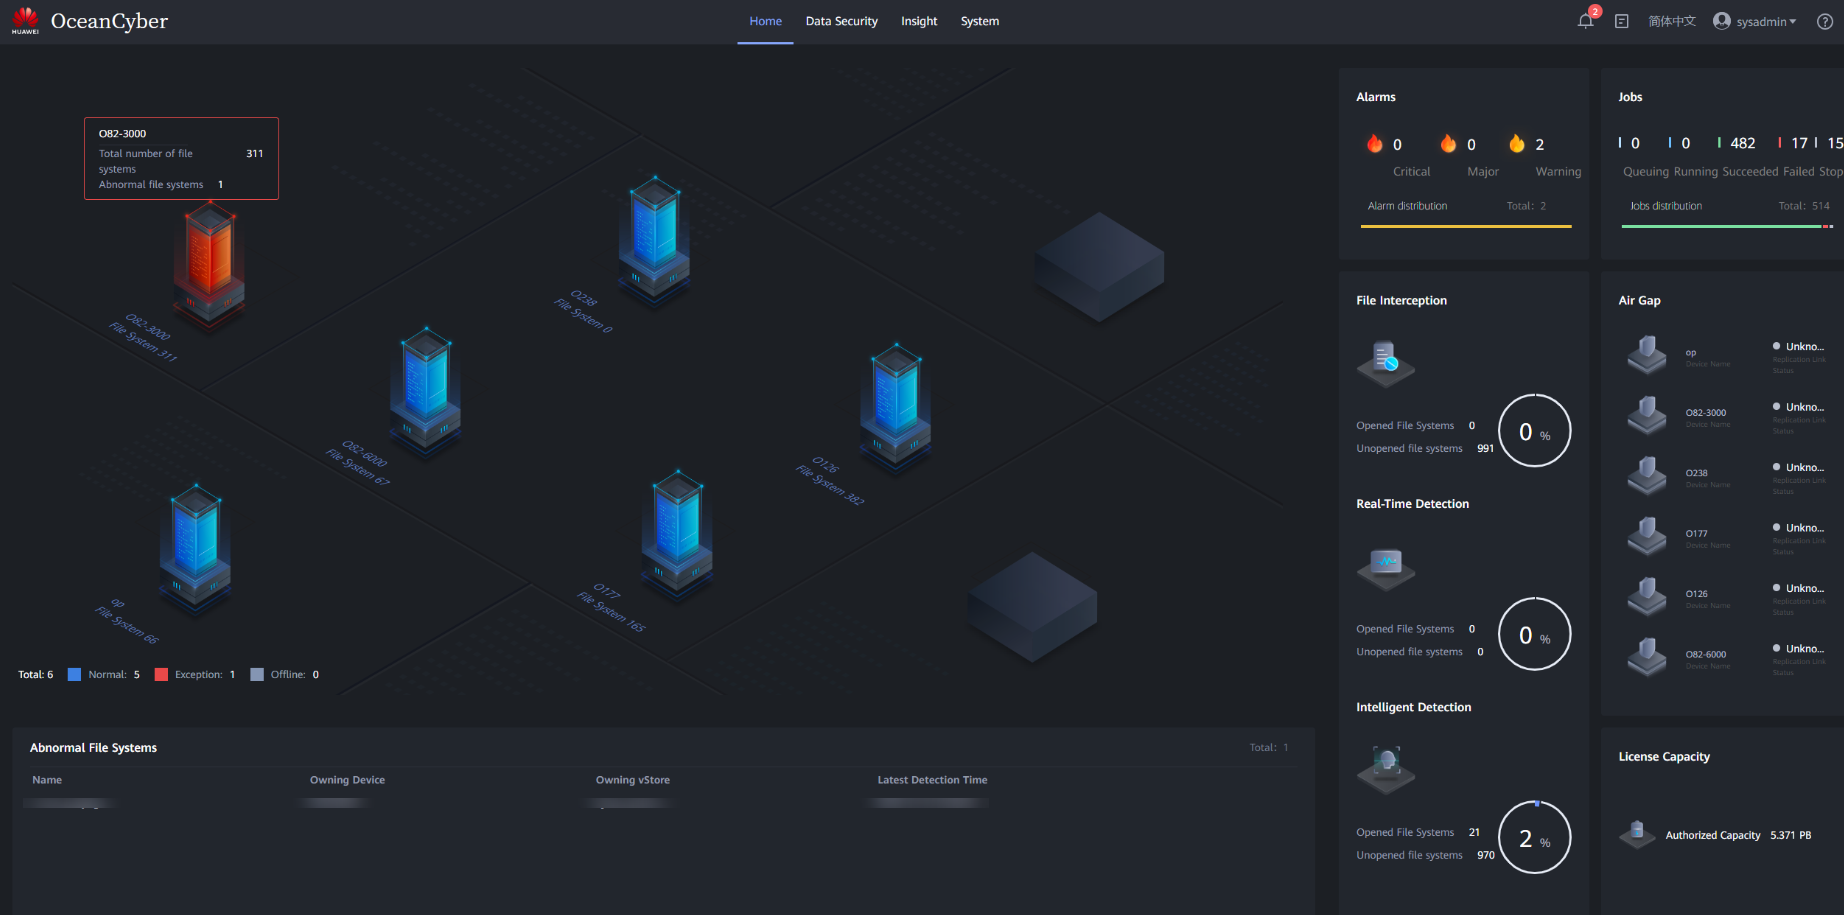 HUAWEI
OceanCyber
Home
Data Security
Insight
System
2
简体中文
sysadmin
?
O82-3000
Total number of file
systems
311
Abnormal file systems 1
O82-3000
File System 311
O238
File System 0
O82-6000
File System 67
O126
File System 382
op
File System 66
O177
File System 165
Total: 6
Normal: 5
Exception: 1
Offline: 0
Abnormal File Systems
Total: 1
Name
Owning Device
Owning vStore
Latest Detection Time
Alarms
0
Critical
0
Major
2
Warning
Alarm distribution
Total: 2
Jobs
0
0
482
17
15
Queuing Running Succeeded Failed Stop
Jobs distribution
Total: 514
File Interception
Opened File Systems 0
Unopened file systems 991
0 %
Real-Time Detection
Opened File Systems 0
Unopened file systems 0
0 %
Intelligent Detection
Opened File Systems 21
Unopened file systems 970
2 %
Air Gap
op
Device Name
Unkno...
Replication Link
Status
O82-3000
Device Name
Unkno...
Replication Link
Status
O238
Device Name
Unkno...
Replication Link
Status
O177
Device Name
Unkno...
Replication Link
Status
O126
Device Name
Unkno...
Replication Link
Status
O82-6000
Device Name
Unkno...
Replication Link
Status
License Capacity
Authorized Capacity 5.371 PB